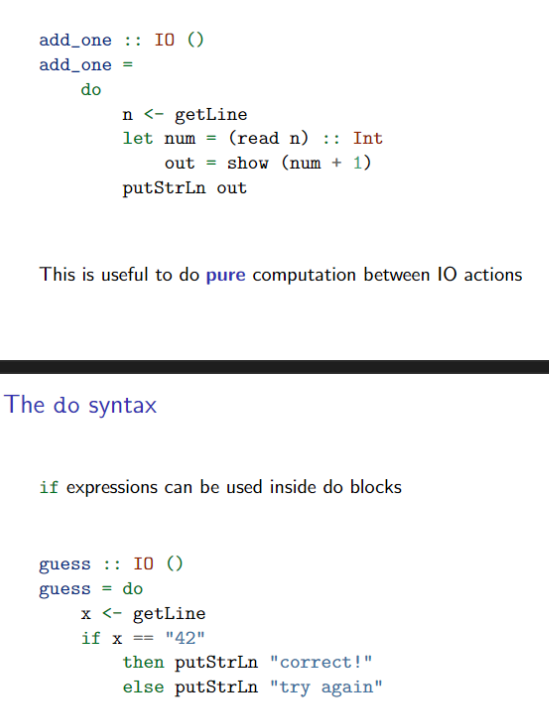 add_one :: IO ()
add_one =
    do
        n <- getLine
        let num = (read n) :: Int
            out = show (num + 1)
        putStrLn out
This is useful to do pure computation between IO actions
The do syntax
if expressions can be used inside do blocks
guess :: IO ()
guess = do
    x <- getLine
    if x == "42"
        then putStrLn "correct!"
        else putStrLn "try again"